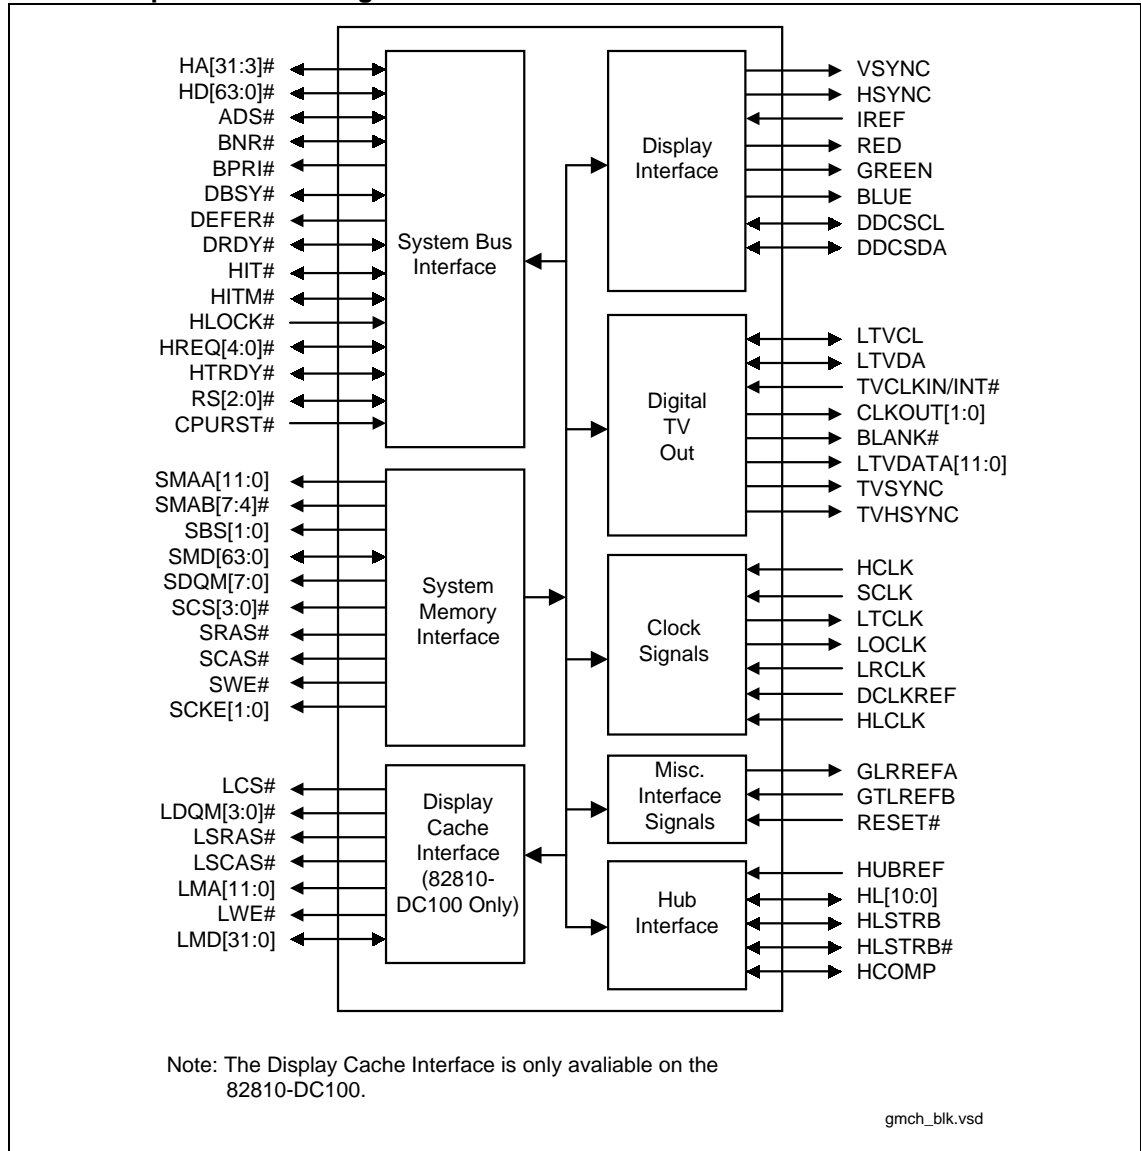 HA[31:3]#
HD[63:0]#
ADS#
BNR#
BPRI#
DBSY#
DEFER#
DRDY#
HIT#
HITM#
HLOCK#
HREQ[4:0]#
HTRDY#
RS[2:0]#
CPURST#
System Bus
Interface
SMAA[11:0]
SMAB[7:4]#
SBS[1:0]
SMD[63:0]
SDQM[7:0]
SCS[3:0]#
SRAS#
SCAS#
SWE#
SCKE[1:0]
System
Memory
Interface
LCS#
LDQM[3:0]#
LSRAS#
LSCAS#
LMA[11:0]
LWE#
LMD[31:0]
Display
Cache
Interface
(82810-
DC100 Only)
Display
Interface
VSYNC
HSYNC
IREF
RED
GREEN
BLUE
DDCSCL
DDCSDA
Digital
TV
Out
LTVCL
LTVDA
TVCLKIN/INT#
CLKOUT[1:0]
BLANK#
LTVDATA[11:0]
TVSYNC
TVHSYNC
Clock
Signals
HCLK
SCLK
LTCLK
LOCLK
LRCLK
DCLKREF
HLCLK
Misc.
Interface
Signals
GLRREFA
GTLREFB
RESET#
Hub
Interface
HUBREF
HL[10:0]
HLSTRB
HLSTRB#
HCOMP
Note: The Display Cache Interface is only avaliable on the
82810-DC100.
gmch_blk.vsd